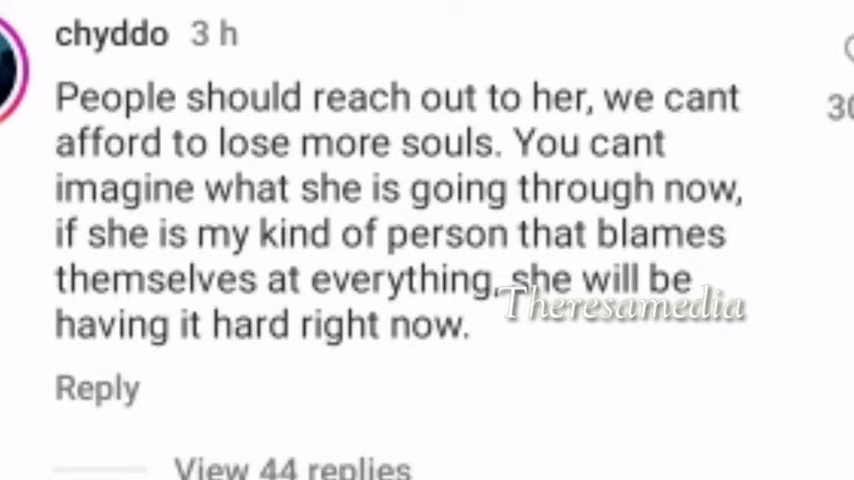 chyddo 3 h
People should reach out to her, we cant
afford to lose more souls. You cant
imagine what she is going through now,
if she is my kind of person that blames
themselves at everything, she will be
Theresamedia
having it hard right now.
Reply
View 44 replies